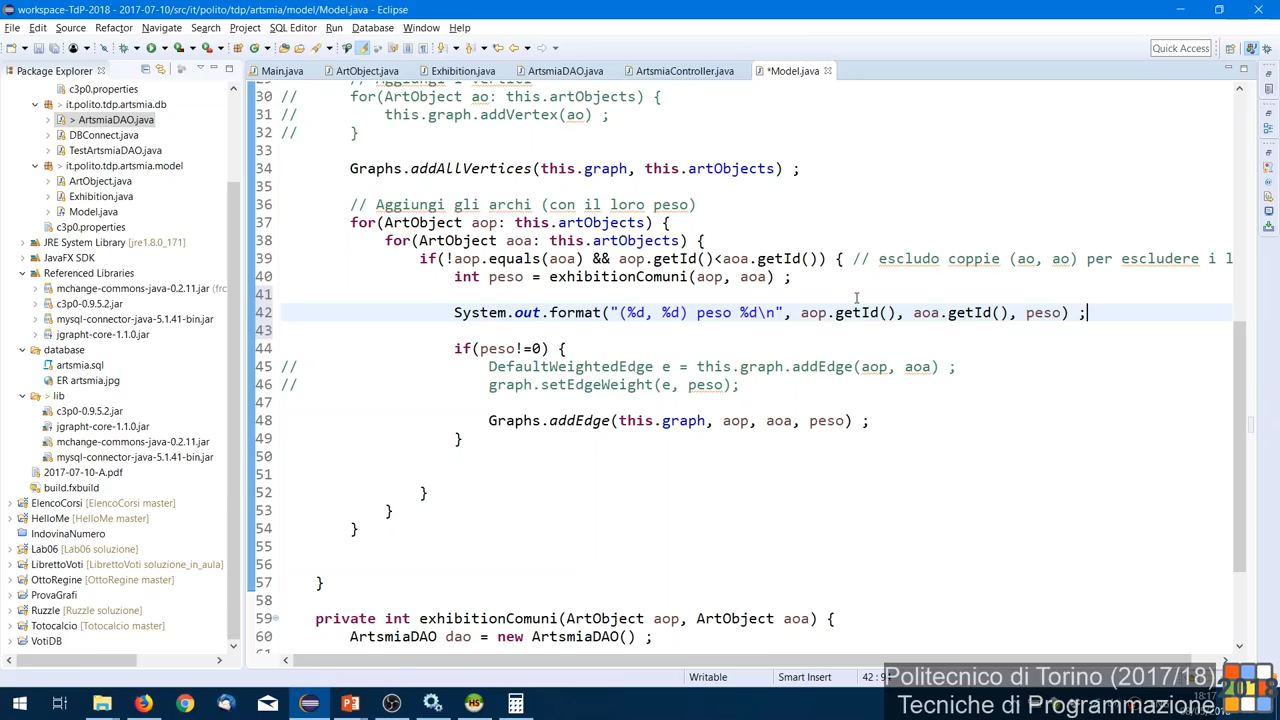 workspace-TdP-2018 - 2017-07-10/src/it/polito/tdp/artsmia/model/Model.java - Eclipse
File Edit Source Refactor Navigate Search Project SQL Editor Run Database Window Help
Quick Access
Package Explorer
Main.java ArtObject.java Exhibition.java ArtsmiaDAO.java ArtsmiaController.java *Model.java
c3p0.properties
it.polito.tdp.artsmia.db
> ArtsmiaDAO.java
DBConnect.java
TestArtsmiaDAO.java
it.polito.tdp.artsmia.model
ArtObject.java
Exhibition.java
Model.java
c3p0.properties
JRE System Library [jre1.8.0_171]
JavaFX SDK
Referenced Libraries
mchange-commons-java-0.2.11.jar (frc
c3p0-0.9.5.2.jar
mysql-connector-java-5.1.41-bin.jar
jgrapht-core-1.1.0.jar
database
artsmia.sql
ER artsmia.jpg
> lib
c3p0-0.9.5.2.jar
jgrapht-core-1.1.0.jar
mchange-commons-java-0.2.11.jar
mysql-connector-java-5.1.41-bin.jar
2017-07-10-A.pdf
build.fxbuild
ElencoCorsi [ElencoCorsi master]
HelloMe [HelloMe master]
IndovinaNumero
Lab06 [Lab06 soluzione]
LibrettoVoti [LibrettoVoti soluzione_in_aula]
OttoRegine [OttoRegine master]
ProvaGrafi
Ruzzle [Ruzzle soluzione]
Totocalcio [Totocalcio master]
VotiDB
29 // Aggiungi i vertici
30 // for(ArtObject ao: this.artObjects) {
31 // this.graph.addVertex(ao) ;
32 // }
33
34 Graphs.addAllVertices(this.graph, this.artObjects) ;
35
36 // Aggiungi gli archi (con il loro peso)
37 for(ArtObject aop: this.artObjects) {
38 for(ArtObject aoa: this.artObjects) {
39 if(!aop.equals(aoa) && aop.getId()<aoa.getId()) { // escludo coppie (ao, ao) per escludere i l
40 int peso = exhibitionComuni(aop, aoa) ;
41
42 System.out.format("(%d, %d) peso %d\n", aop.getId(), aoa.getId(), peso) ;
43
44 if(peso!=0) {
45 // DefaultWeightedEdge e = this.graph.addEdge(aop, aoa) ;
46 // graph.setEdgeWeight(e, peso);
47
48 Graphs.addEdge(this.graph, aop, aoa, peso) ;
49 }
50
51
52 }
53 }
54 }
55
56
57 }
58
59 private int exhibitionComuni(ArtObject aop, ArtObject aoa) {
60 ArtsmiaDAO dao = new ArtsmiaDAO() ;
61
Writable Smart Insert
Politecnico di Torino (2017/18)
Tecniche di Programmazione
2018
18:17